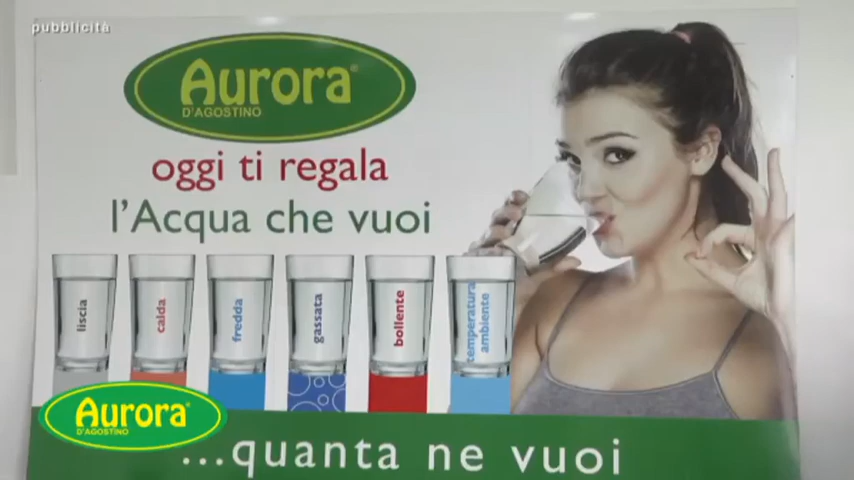 pubblicità
Aurora®
D'AGOSTINO
oggi ti regala
l'Acqua che vuoi
liscia
calda
fredda
gassata
bollente
temperatura
ambiente
Aurora®
D'AGOSTINO
...quanta ne vuoi